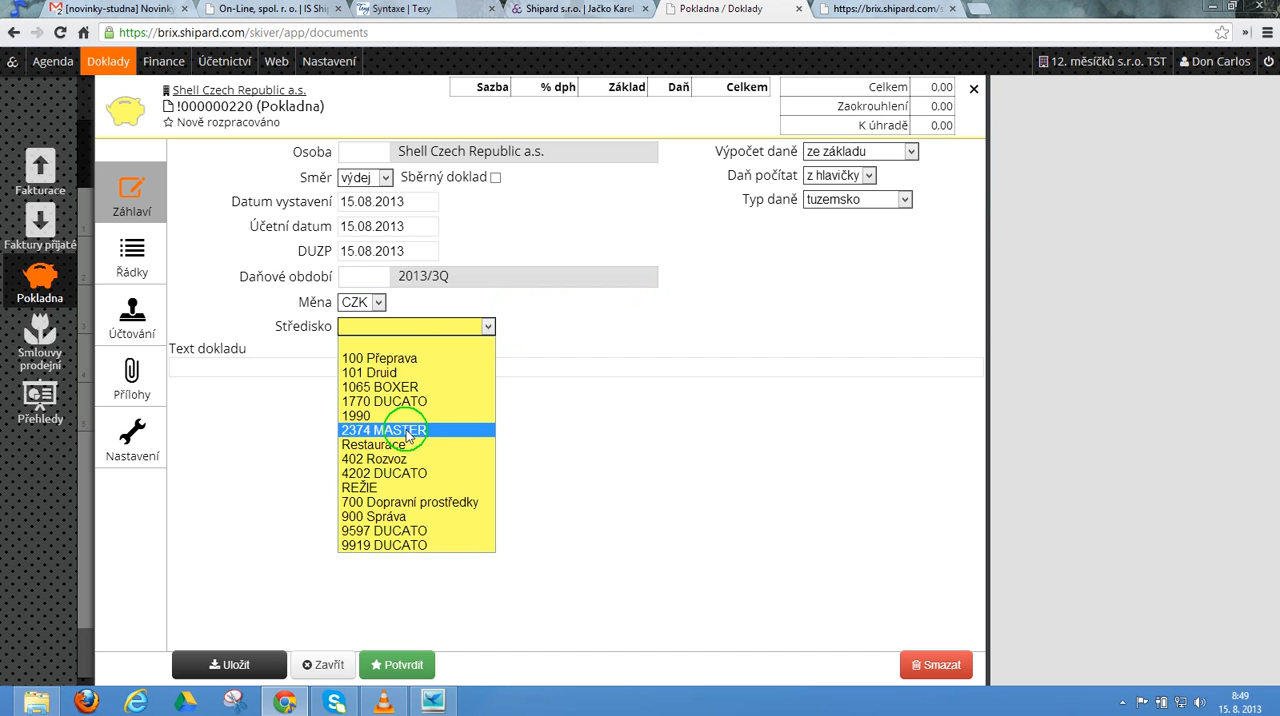 [novinky-studna] Novinky
On-Line, spol. r. o. | IS Ship
Syntaxe | Texy
Shipard s.r.o. | Jačko Karel
Pokladna / Doklady
https://brix.shipard.com/s
https://brix.shipard.com/skiver/app/documents
Agenda Doklady Finance Účetnictví Web Nastavení 12. měsíčků s.r.o. TST Don Carlos
Shell Czech Republic a.s.
!000000220 (Pokladna)
Nově rozpracováno
Sazba % dph Základ Daň Celkem
Celkem 0,00
Zaokrouhlení 0,00
K úhradě 0,00
Fakturace
Faktury přijaté
Pokladna
Smlouvy
prodejní
Přehledy
Záhlaví
Řádky
Účtování
Přílohy
Nastavení
Osoba Shell Czech Republic a.s.
Směr výdej Sběrný doklad
Datum vystavení 15.08.2013
Účetní datum 15.08.2013
DUZP 15.08.2013
Daňové období 2013/3Q
Měna CZK
Středisko
Text dokladu
Výpočet daně ze základu
Daň počítat z hlavičky
Typ daně tuzemsko
100 Přeprava
101 Druid
1065 BOXER
1770 DUCATO
1990
2374 MASTER
Restaurace
402 Rozvoz
4202 DUCATO
REŽIE
700 Dopravní prostředky
900 Správa
9597 DUCATO
9919 DUCATO
Uložit Zavřít Potvrdit Smazat
8:49
15. 8. 2013